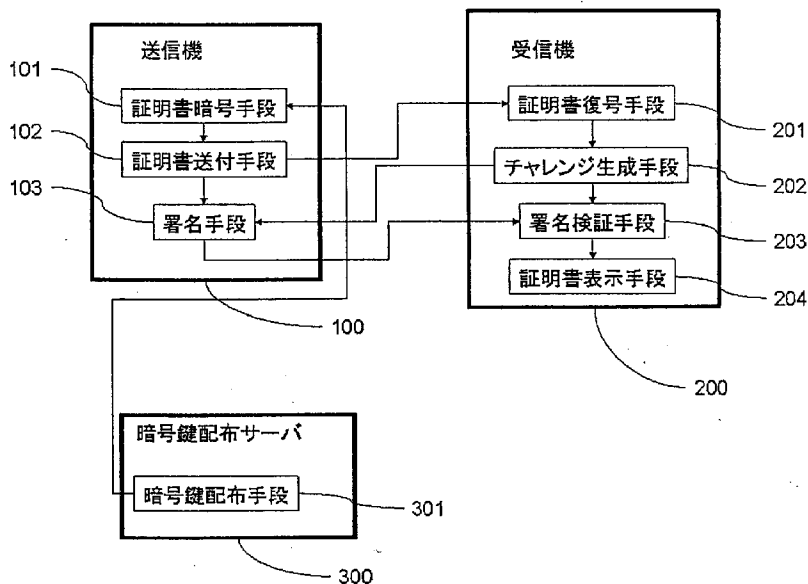 送信機
101
証明書暗号手段
102
証明書送付手段
103
署名手段
100
受信機
証明書復号手段
201
チャレンジ生成手段
202
署名検証手段
203
証明書表示手段
204
200
暗号鍵配布サーバ
暗号鍵配布手段
301
300